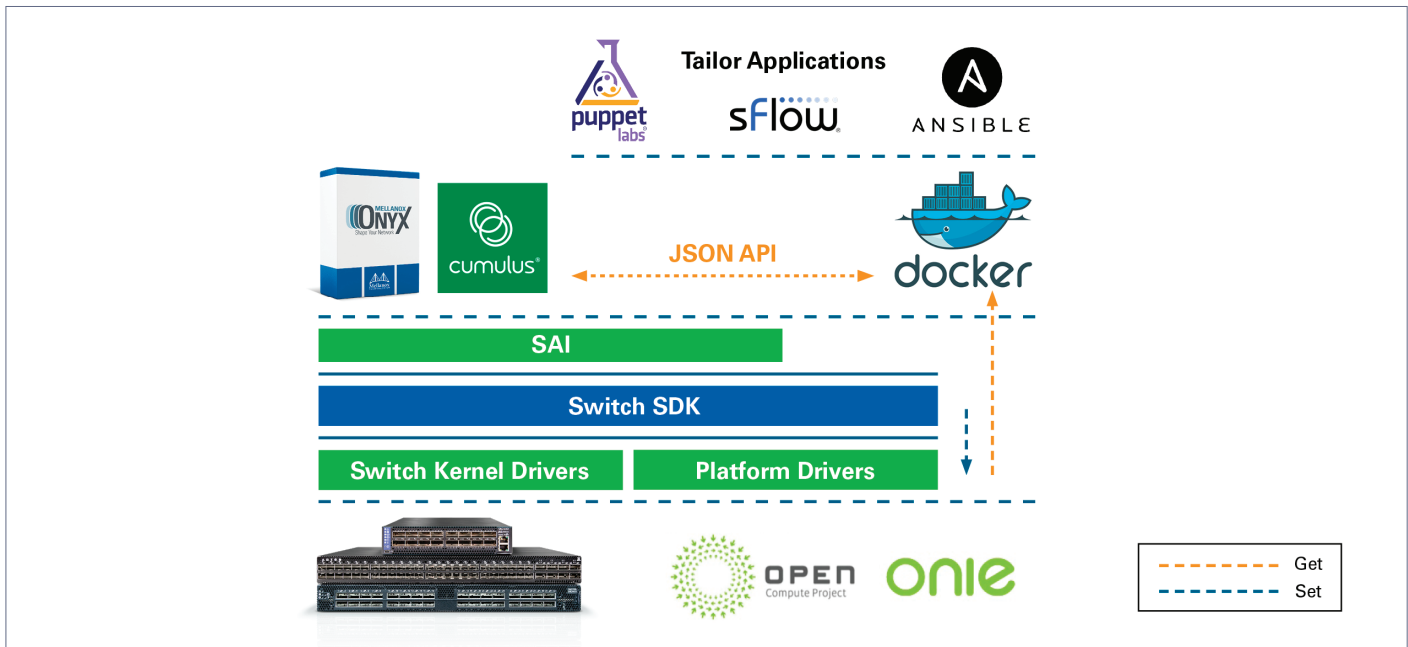 Tailor Applications
puppet
labs
sFlow
ANSIBLE
MELLANOX
ONYX
Shape Your Network
Mellanox
cumulus®
JSON API
docker
SAI
Switch SDK
Switch Kernel Drivers
Platform Drivers
OPEN
Compute Project
ONIE
Get
Set